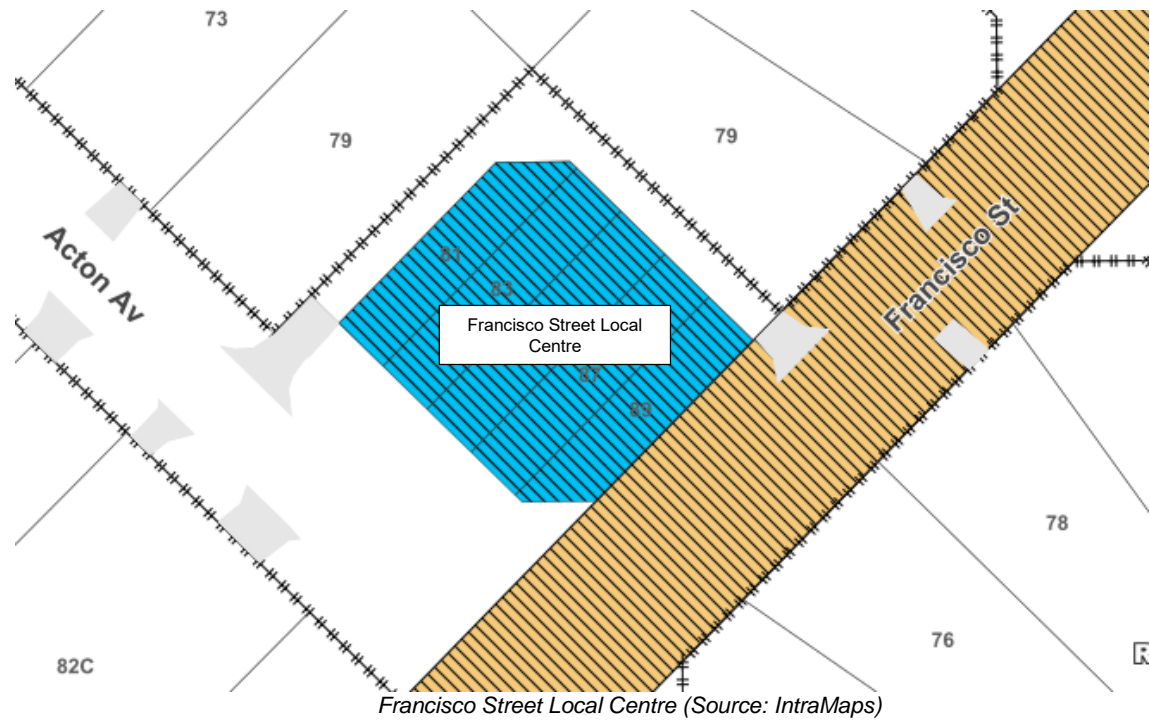 73
79
79
Acton Av
Francisco St
81
83
Francisco Street Local
Centre
87
89
78
76
82C
R
Francisco Street Local Centre (Source: IntraMaps)